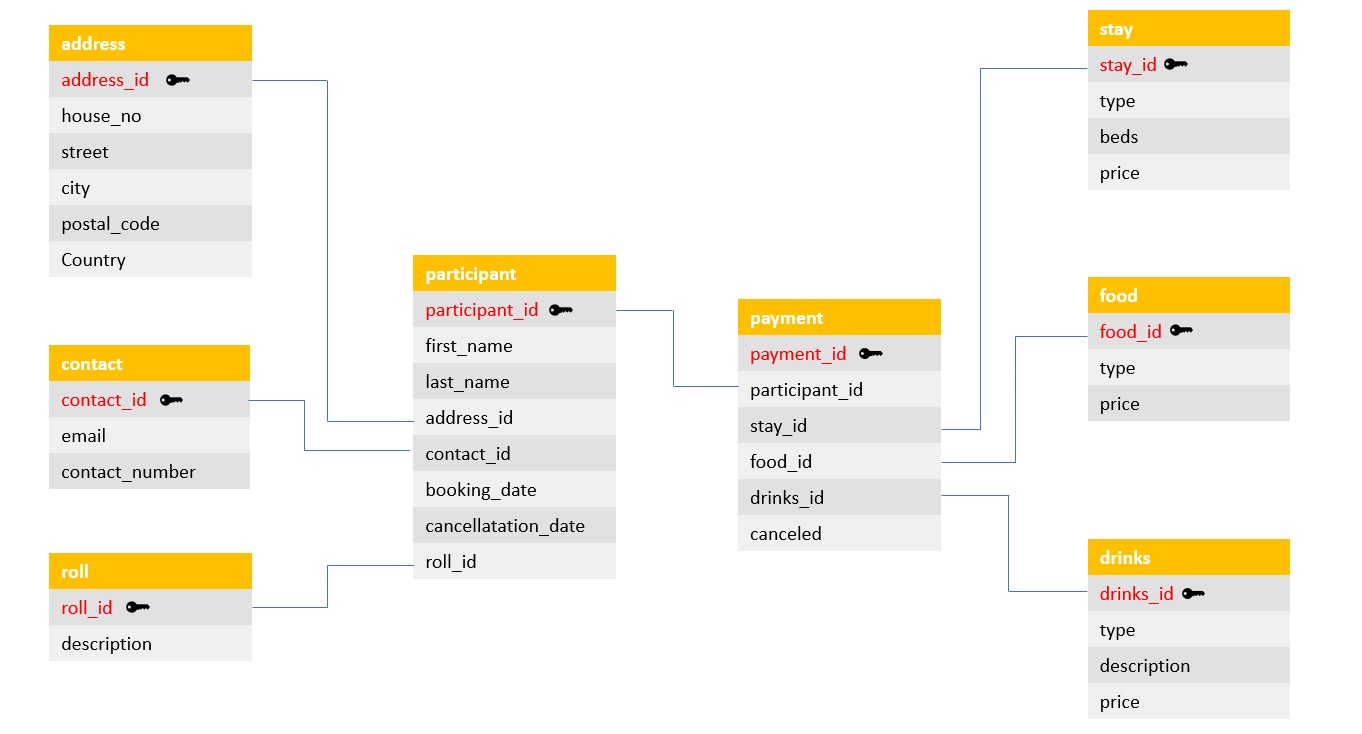 address
address_id
house_no
street
city
postal_code
Country
contact
contact_id
email
contact_number
roll
roll_id
description
participant
participant_id
first_name
last_name
address_id
contact_id
booking_date
cancellatation_date
roll_id
payment
payment_id
participant_id
stay_id
food_id
drinks_id
canceled
stay
stay_id
type
beds
price
food
food_id
type
price
drinks
drinks_id
type
description
price